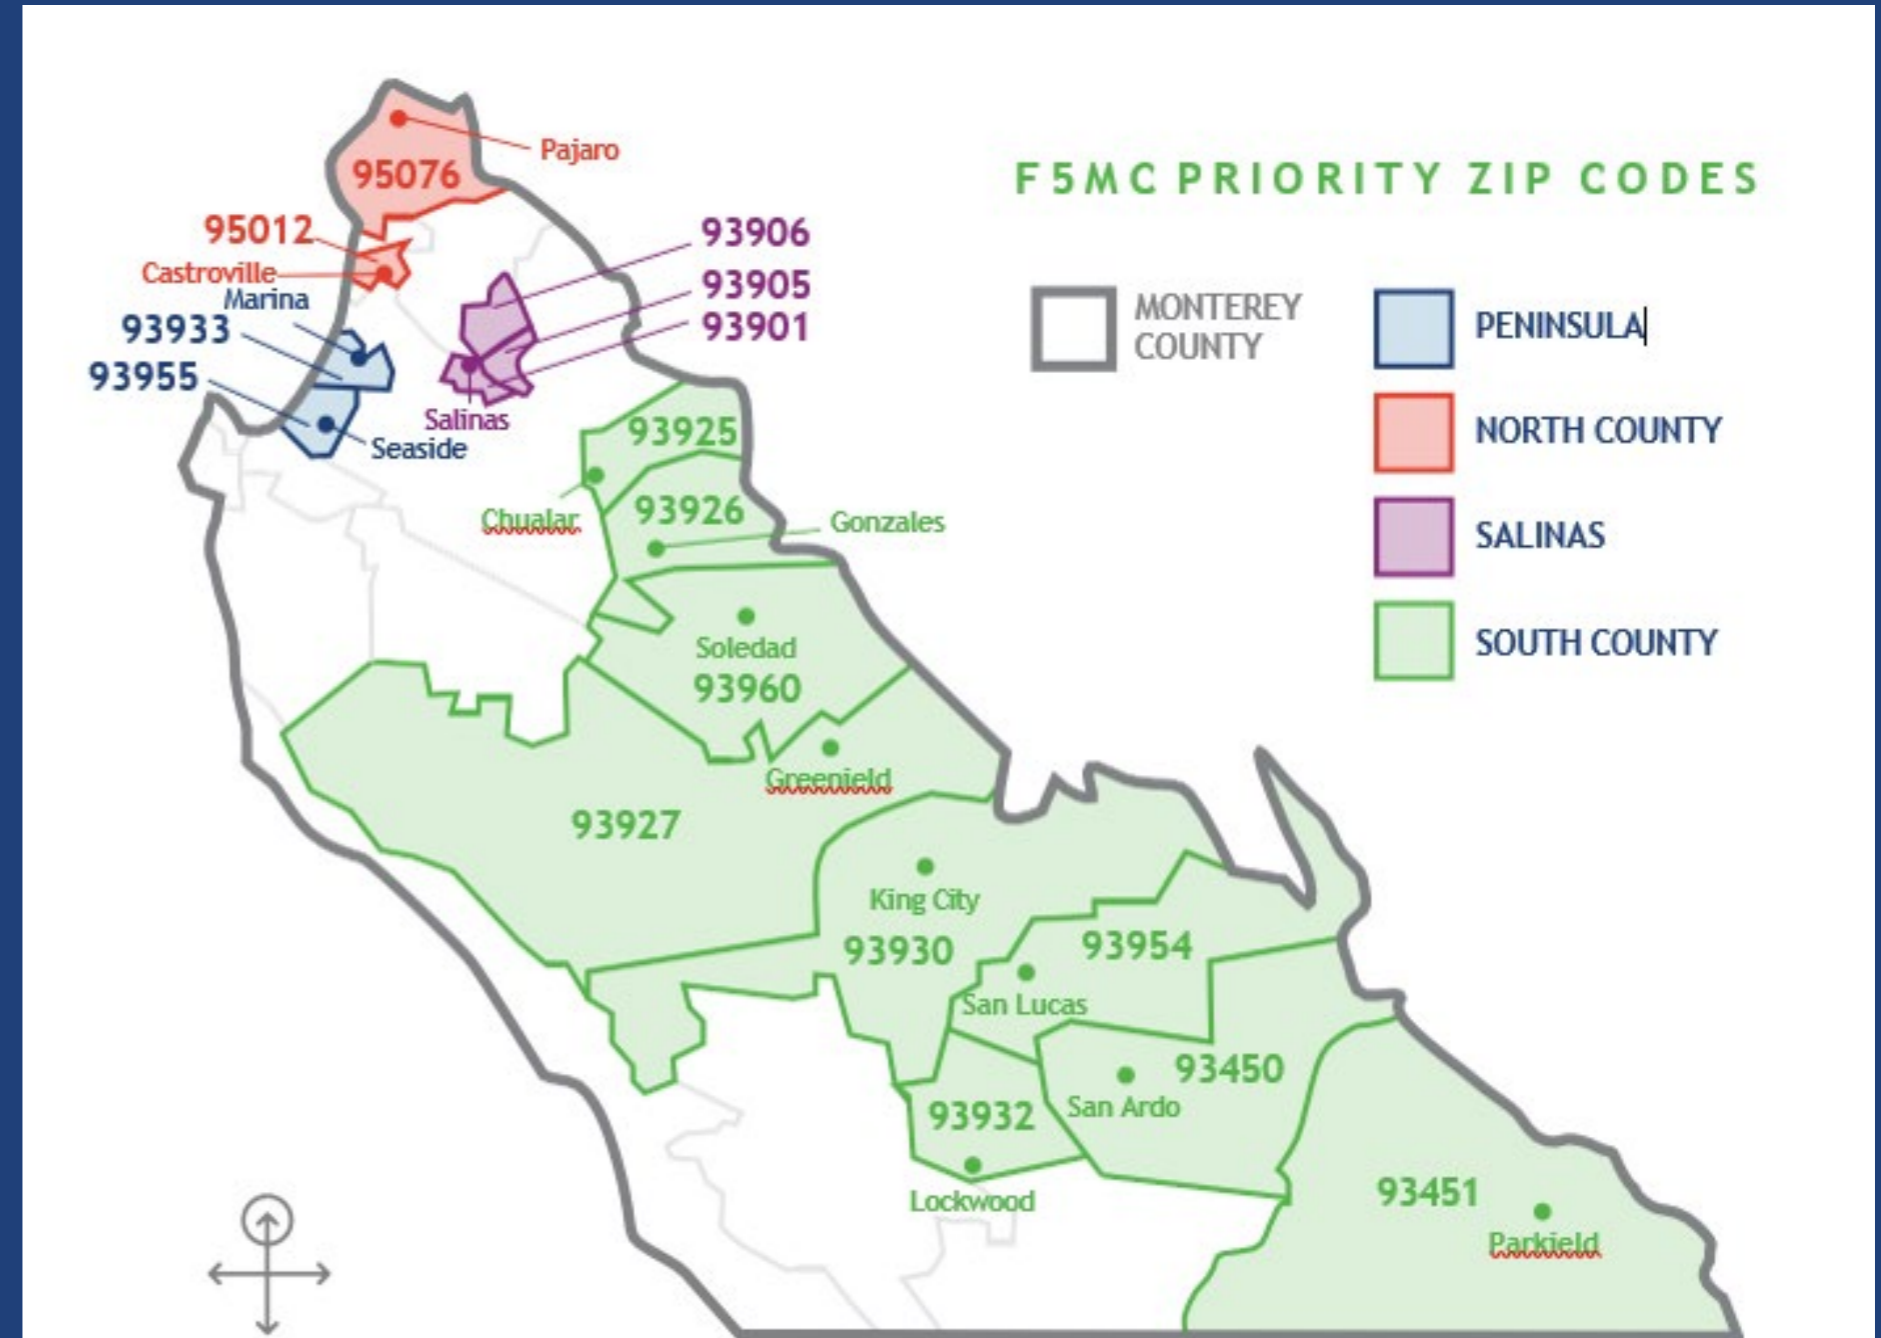 Pajaro
95076
F5MC PRIORITY ZIP CODES
95012
Castroville
Marina
93933
93955
93906
93905
93901
Salinas
Seaside
MONTEREY
COUNTY
PENINSULA
NORTH COUNTY
SALINAS
SOUTH COUNTY
93925
Chualar
93926
Gonzales
Soledad
93960
Greenield
93927
King City
93930
93954
San Lucas
93450
San Ardo
93932
Lockwood
93451
Parkield